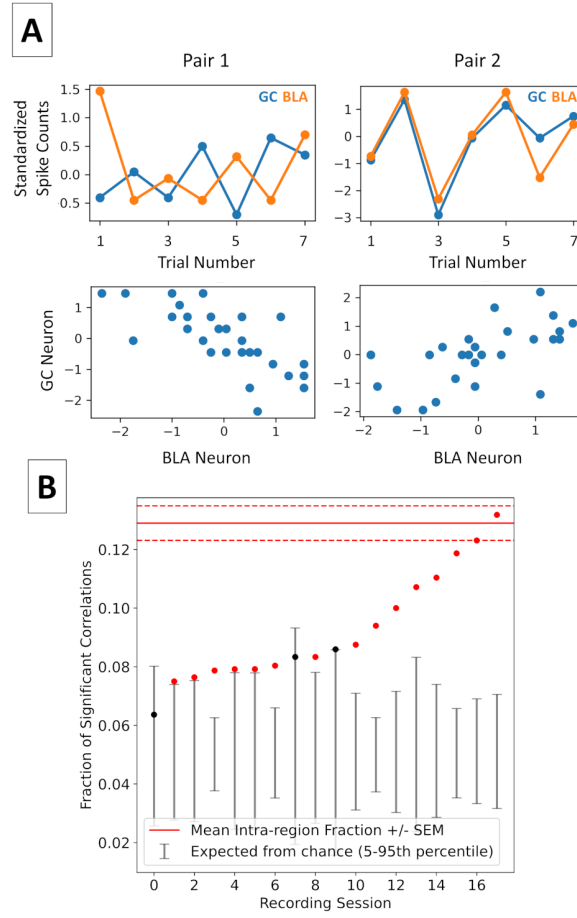 A
Pair 1
Pair 2
Standardized
Spike Counts
1.5
1.0
0.5
0.0
0.5
GC BLA
1 3 5 7
Trial Number
1
0
−1
−2
−3
GC BLA
1 3 5 7
Trial Number
GC Neuron
1
0
−1
−2
−2 −1 0 1
BLA Neuron
2
1
0
−1
−2
−2 −1 0 1
BLA Neuron
B
Fraction of Significant Correlations
0.12
0.10
0.08
0.06
0.04
0.02
Mean Intra-region Fraction +/- SEM
Expected from chance (5-95th percentile)
0 2 4 6 8 10 12 14 16
Recording Session